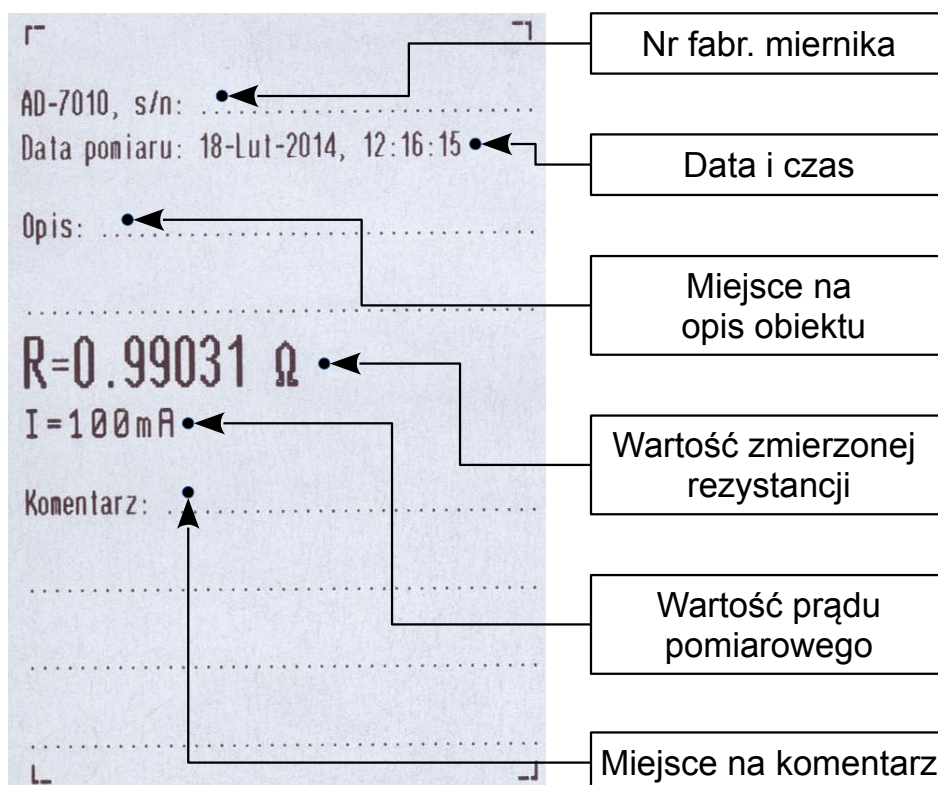 Nr fabr. miernika
AD-7010, s/n: ..............................
Data pomiaru: 18-Lut-2014, 12:16:15
Data i czas
Opis: ..............................
Miejsce na
opis obiektu
R=0.99031 Ω
I=100mA
Wartość zmierzonej
rezystancji
Komentarz: ..............................
Wartość prądu
pomiarowego
Miejsce na komentarz